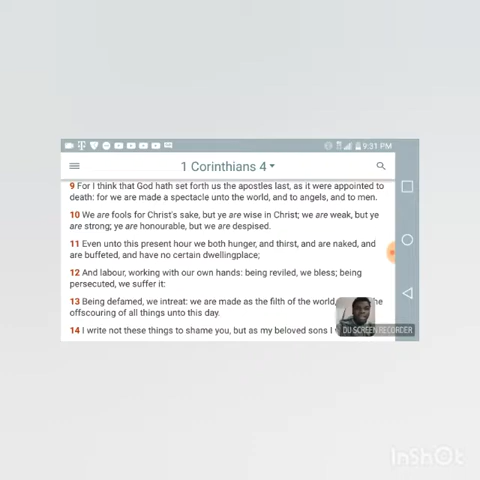 9:31 PM
1 Corinthians 4
9 For I think that God hath set forth us the apostles last, as it were appointed to
death: for we are made a spectacle unto the world, and to angels, and to men.
10 We are fools for Christ's sake, but ye are wise in Christ; we are weak, but ye
are strong; ye are honourable, but we are despised.
11 Even unto this present hour we both hunger, and thirst, and are naked, and
are buffeted, and have no certain dwellingplace;
12 And labour, working with our own hands: being reviled, we bless; being
persecuted, we suffer it:
13 Being defamed, we intreat: we are made as the filth of the world, the
offscouring of all things unto this day.
14 I write not these things to shame you, but as my beloved sons I
DU SCREEN RECORDER
InShOt